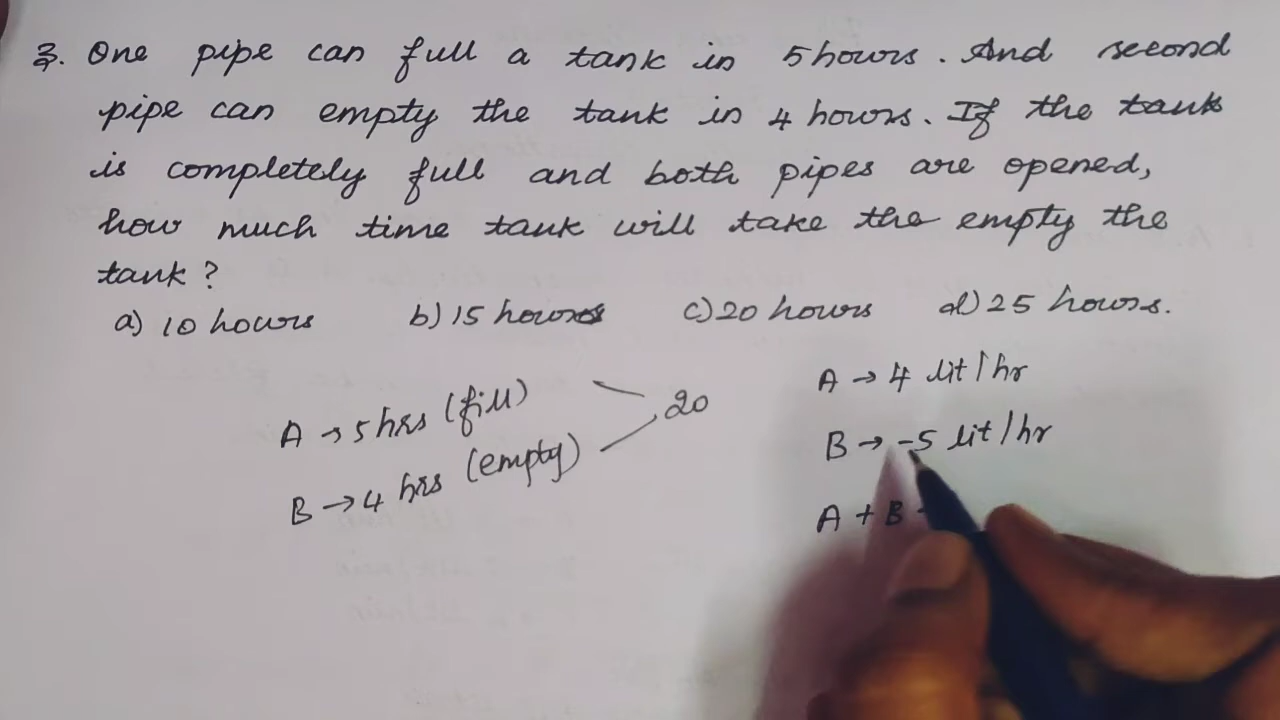 3. One pipe can full a tank in 5 hours. And second
pipe can empty the tank in 4 hours. If the tank
is completely full and both pipes are opened,
how much time tank will take the empty the
tank?
a) 10 hours b) 15 hours c) 20 hours d) 25 hours.
A → 5 hrs (fill)
B → 4 hrs (empty)
20
A → 4 lit/hr
B → -5 lit/hr
A + B